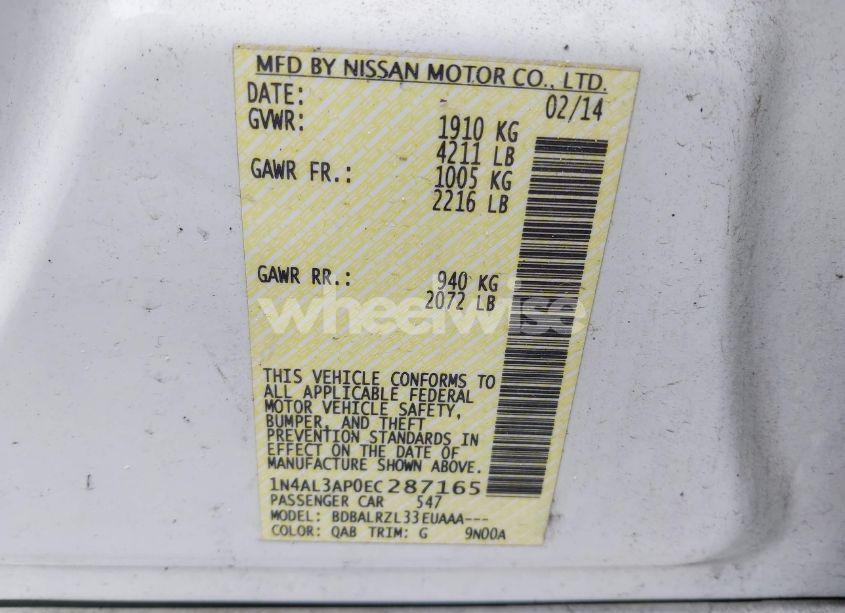 MFD BY NISSAN MOTOR CO., LTD.
DATE: 02/14
GVWR: 1910 KG
4211 LB
GAWR FR.: 1005 KG
2216 LB
GAWR RR.: 940 KG
2072 LB
wheelwise
THIS VEHICLE CONFORMS TO
ALL APPLICABLE FEDERAL
MOTOR VEHICLE SAFETY,
BUMPER, AND THEFT
PREVENTION STANDARDS IN
EFFECT ON THE DATE OF
MANUFACTURE SHOWN ABOVE.
1N4AL3AP0EC287165
PASSENGER CAR 547
MODEL: BDBALRZL33EUAAA---
COLOR: QAB TRIM: G 9N00A